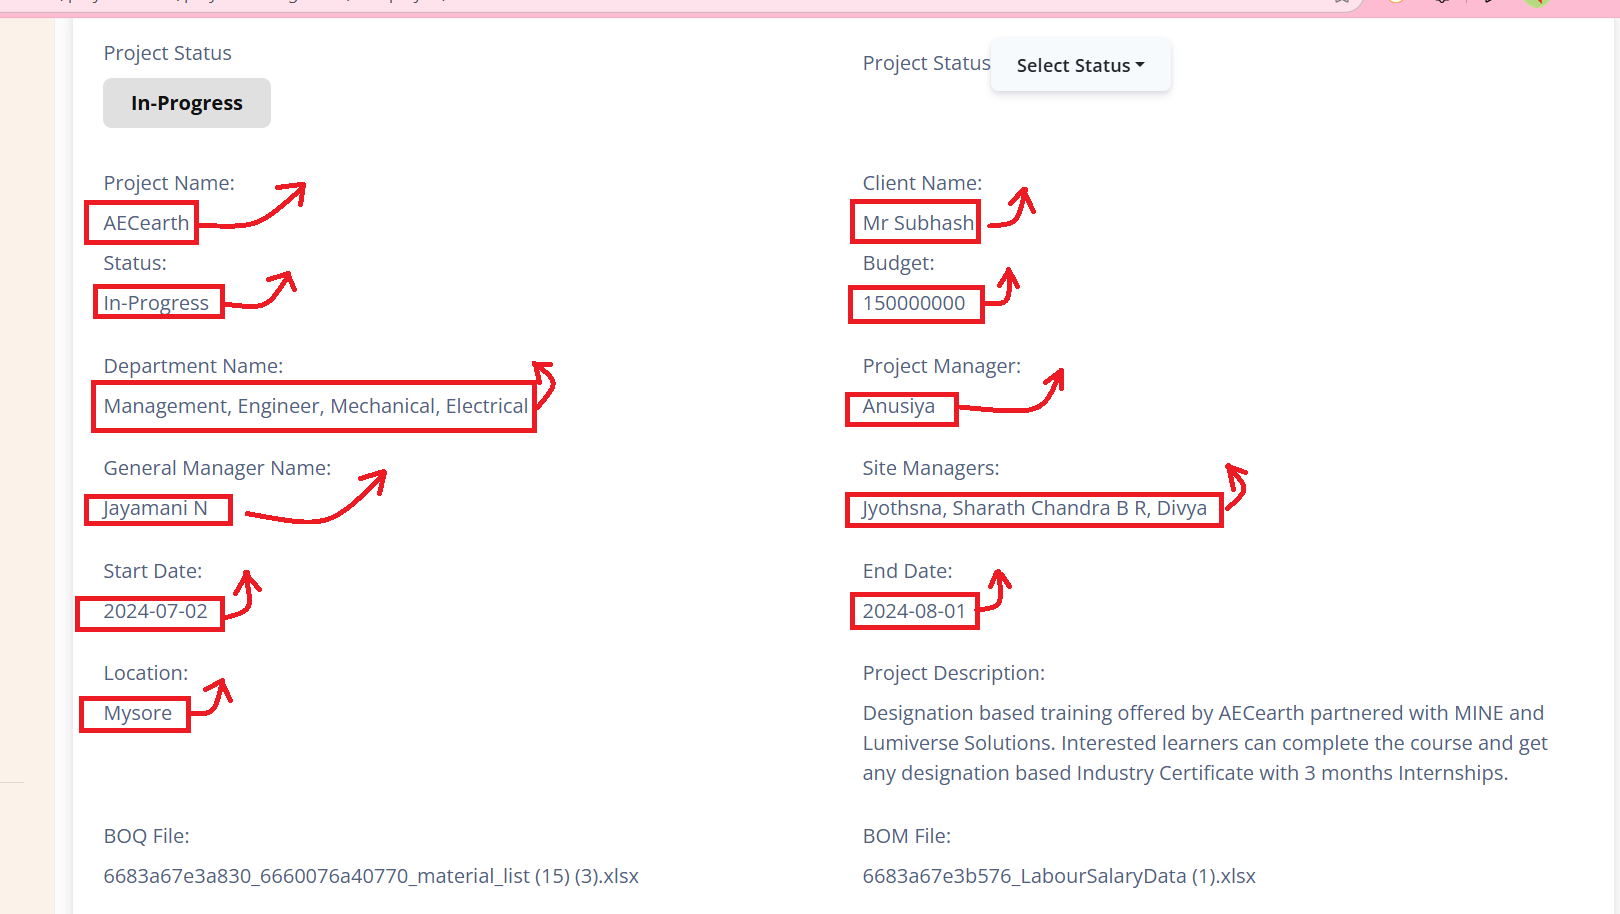 Project Status
In-Progress
Project Status Select Status
Project Name:
AECearth
Client Name:
Mr Subhash
Status:
In-Progress
Budget:
150000000
Department Name:
Management, Engineer, Mechanical, Electrical
Project Manager:
Anusiya
General Manager Name:
Jayamani N
Site Managers:
Jyothsna, Sharath Chandra B R, Divya
Start Date:
2024-07-02
End Date:
2024-08-01
Location:
Mysore
Project Description:
Designation based training offered by AECearth partnered with MINE and
Lumiverse Solutions. Interested learners can complete the course and get
any designation based Industry Certificate with 3 months Internships.
BOQ File:
6683a67e3a830_6660076a40770_material_list (15) (3).xlsx
BOM File:
6683a67e3b576_LabourSalaryData (1).xlsx